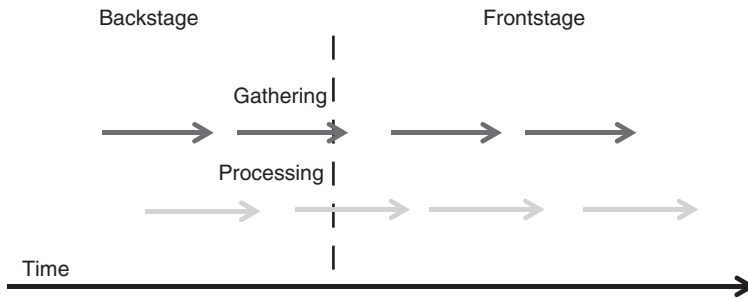 Backstage
Frontstage
Gathering
Processing
Time